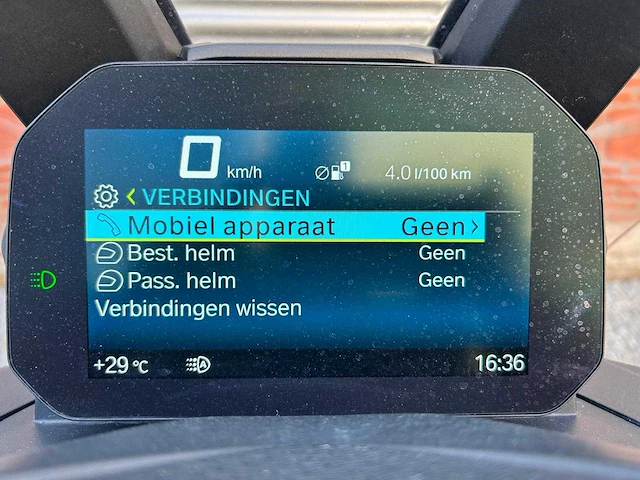 0 km/h Ø 1 4.0 l/100 km
< VERBINDINGEN
Mobiel apparaat Geen >
Best. helm Geen
Pass. helm Geen
Verbindingen wissen
+29 °C A 16:36